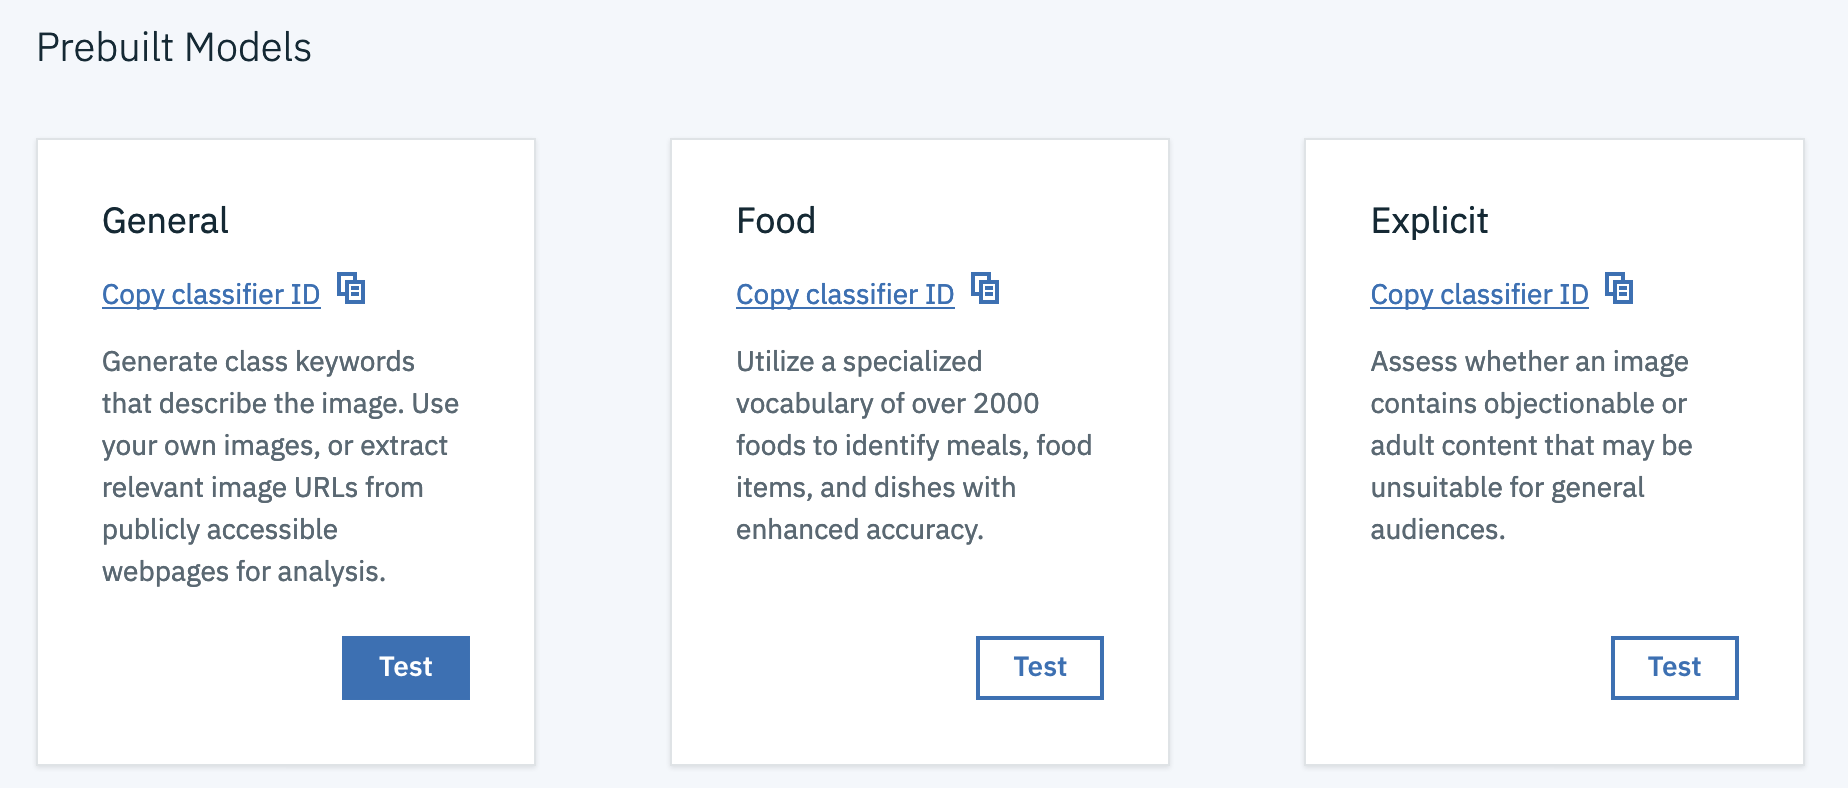 Prebuilt Models
General
Copy classifier ID
Generate class keywords
that describe the image. Use
your own images, or extract
relevant image URLs from
publicly accessible
webpages for analysis.
Test
Food
Copy classifier ID
Utilize a specialized
vocabulary of over 2000
foods to identify meals, food
items, and dishes with
enhanced accuracy.
Test
Explicit
Copy classifier ID
Assess whether an image
contains objectionable or
adult content that may be
unsuitable for general
audiences.
Test